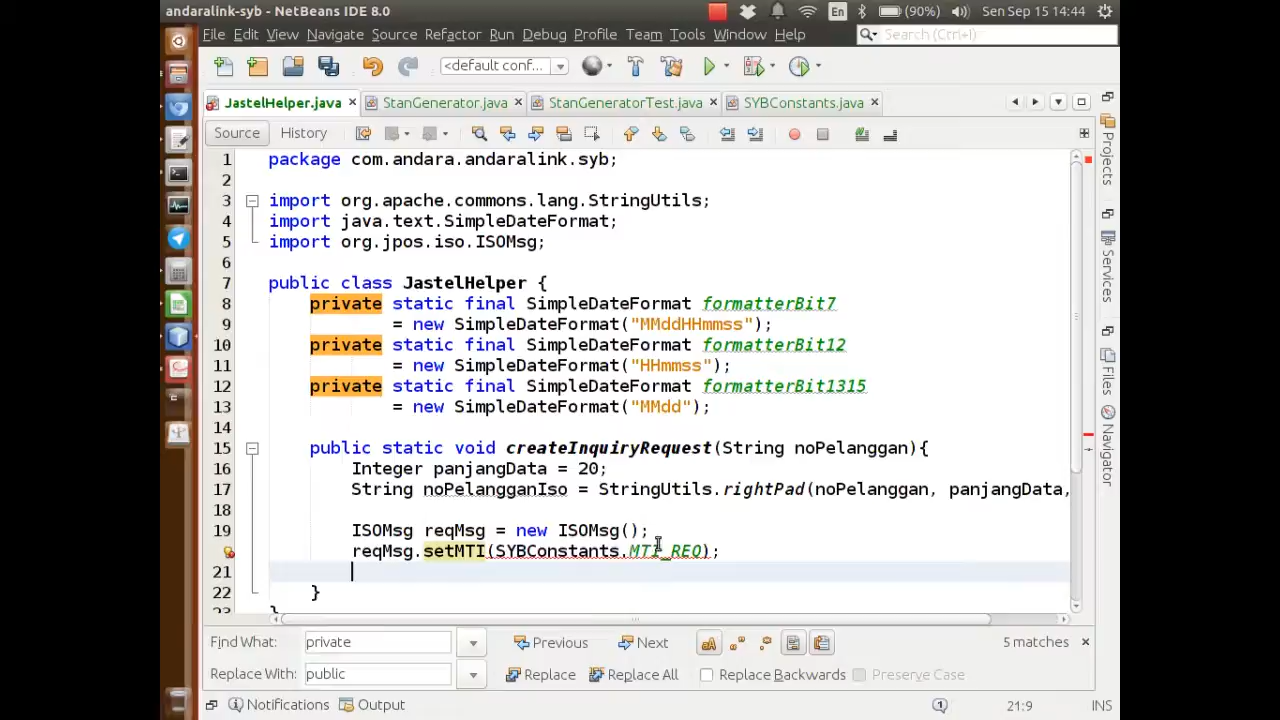 andaralink-syb - NetBeans IDE 8.0
En (90%) Sen Sep 15 14:44
File Edit View Navigate Source Refactor Run Debug Profile Team Tools Window Help
Search (Ctrl+I)
<default conf...
JastelHelper.java StanGenerator.java StanGeneratorTest.java SYBConstants.java
Source History
1 package com.andara.andaralink.syb;
2
3 import org.apache.commons.lang.StringUtils;
4 import java.text.SimpleDateFormat;
5 import org.jpos.iso.ISOMsg;
6
7 public class JastelHelper {
8 private static final SimpleDateFormat formatterBit7
9 = new SimpleDateFormat("MMddHHmmss");
10 private static final SimpleDateFormat formatterBit12
11 = new SimpleDateFormat("HHmmss");
12 private static final SimpleDateFormat formatterBit1315
13 = new SimpleDateFormat("MMdd");
14
15 public static void createInquiryRequest(String noPelanggan){
16 Integer panjangData = 20;
17 String noPelangganIso = StringUtils.rightPad(noPelanggan, panjangData,
18
19 ISOMsg reqMsg = new ISOMsg();
reqMsg.setMTI(SYBConstants.MTI_REQ);
21
22 }
23 }
Projects
Services
Files
Navigator
Find What: private Previous Next 5 matches
Replace With: public Replace Replace All Replace Backwards Preserve Case
Notifications Output 1 21:9 INS